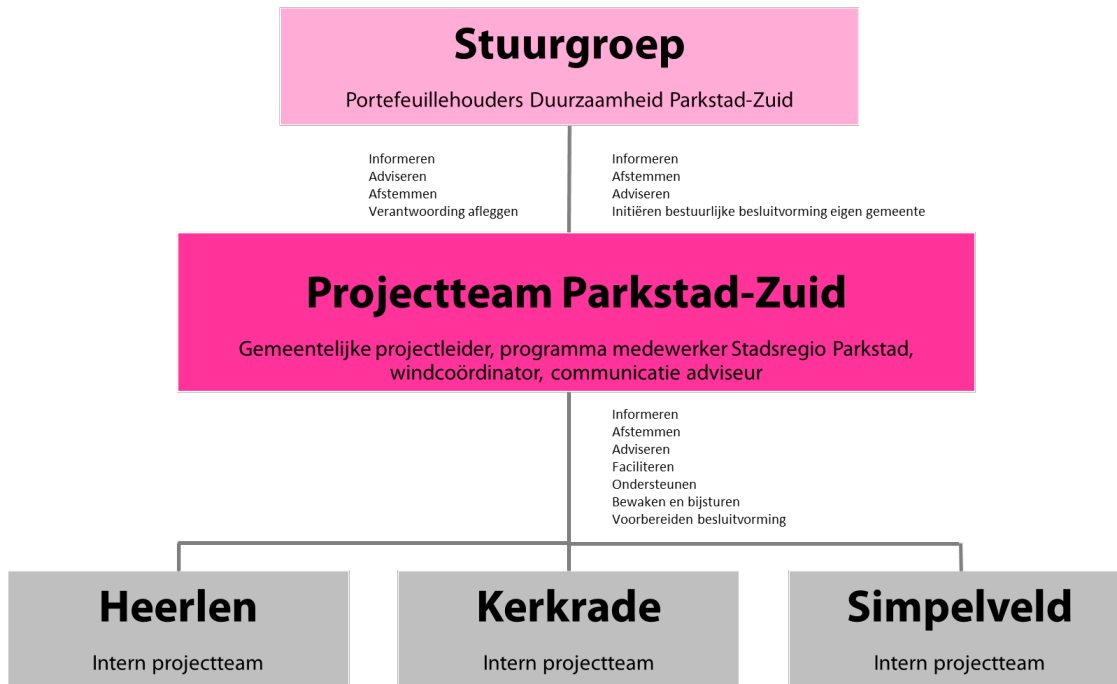 Stuurgroep
Portefeuillehouders Duurzaamheid Parkstad-Zuid
Informeren
Adviseren
Afstemmen
Verantwoording afleggen
Informeren
Afstemmen
Adviseren
Initiëren bestuurlijke besluitvorming eigen gemeente
Projectteam Parkstad-Zuid
Gemeentelijke projectleider, programma medewerker Stadsregio Parkstad,
windcoördinator, communicatie adviseur
Informeren
Afstemmen
Adviseren
Faciliteren
Ondersteunen
Bewaken en bijsturen
Voorbereiden besluitvorming
Heerlen
Intern projectteam
Kerkrade
Intern projectteam
Simpelveld
Intern projectteam